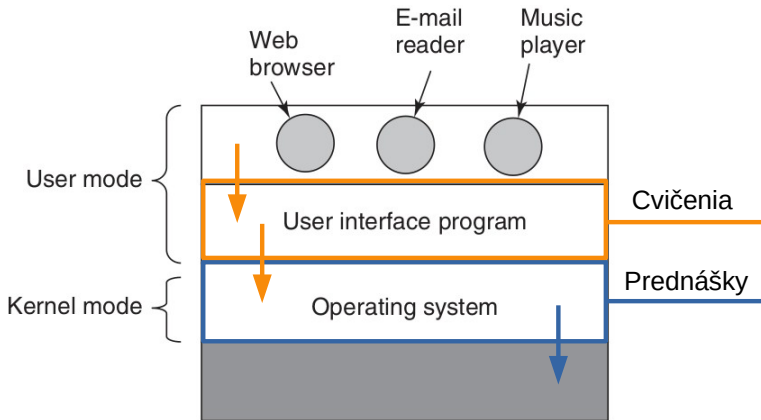 Web
browser
E-mail
reader
Music
player
User mode
User interface program
Cvičenia
Kernel mode
Operating system
Prednášky